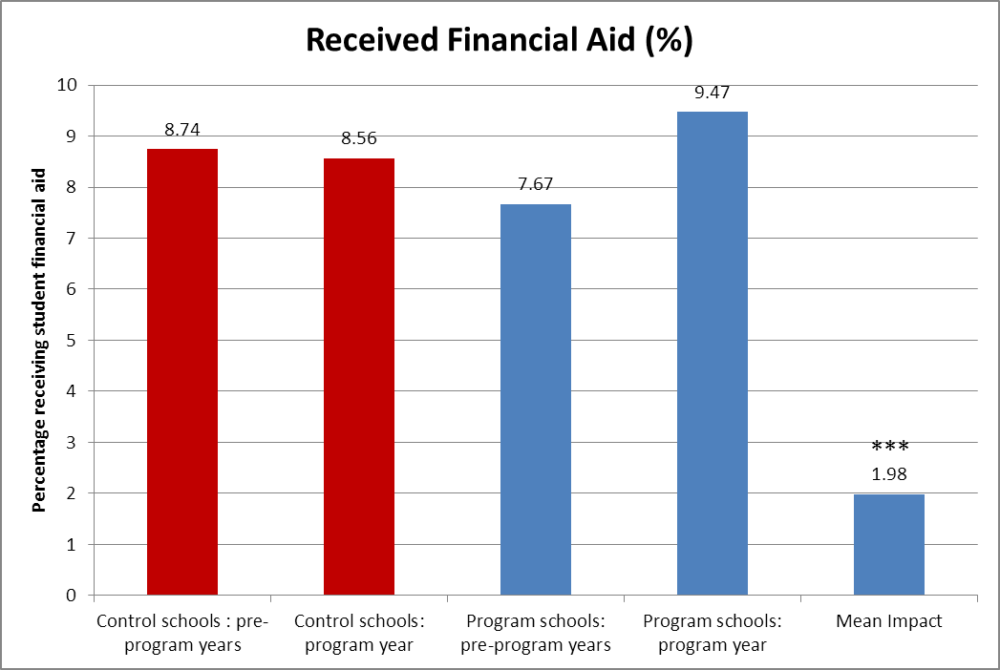 Received Financial Aid (%)
Percentage receiving student financial aid
10
9
8
7
6
5
4
3
2
1
0
8.74
8.56
7.67
9.47
***
1.98
Control schools : pre-
program years
Control schools:
program year
Program schools:
pre-program years
Program schools:
program year
Mean Impact